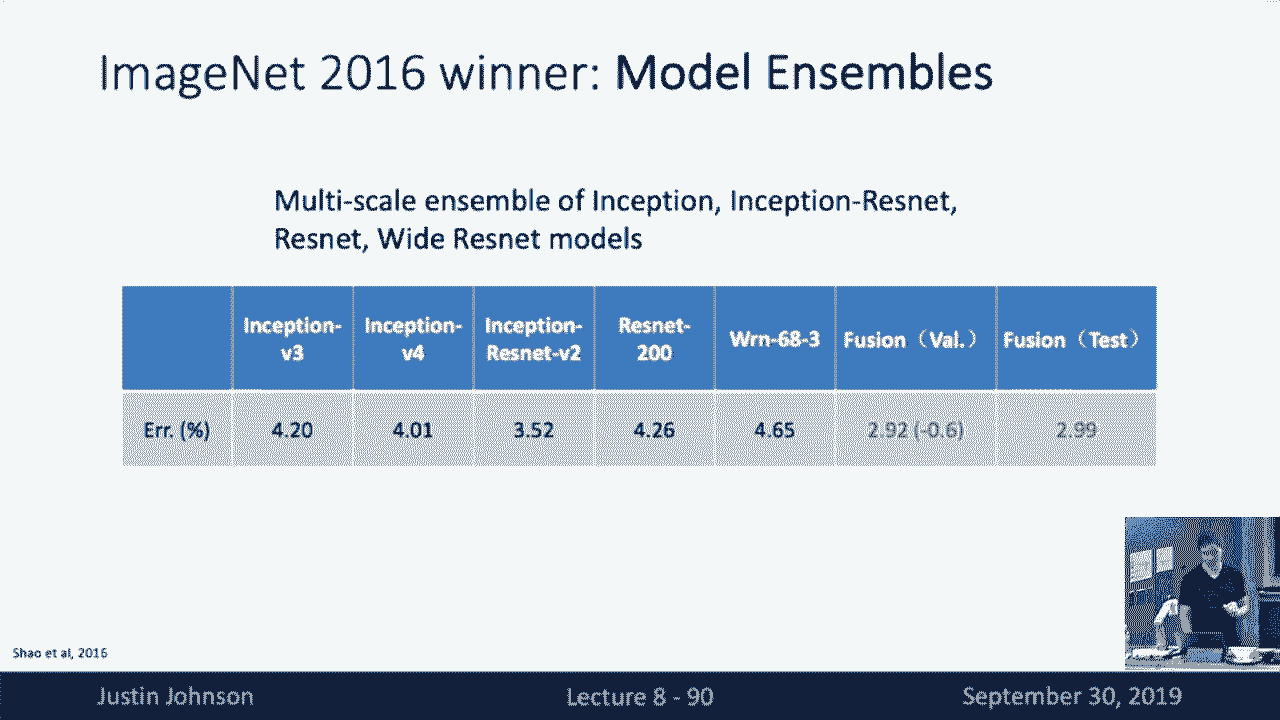 ImageNet 2016 winner: Model Ensembles
Multi-scale ensemble of Inception, Inception-Resnet,
Resnet, Wide Resnet models
Inception-v3 Inception-v4 Inception-Resnet-v2 Resnet-200 Wrn-68-3 Fusion（Val.） Fusion（Test）
Err. (%) 4.20 4.01 3.52 4.26 4.65 2.92 (-0.6) 2.99
Shao et al, 2016
Justin Johnson Lecture 8 - 90 September 30, 2019